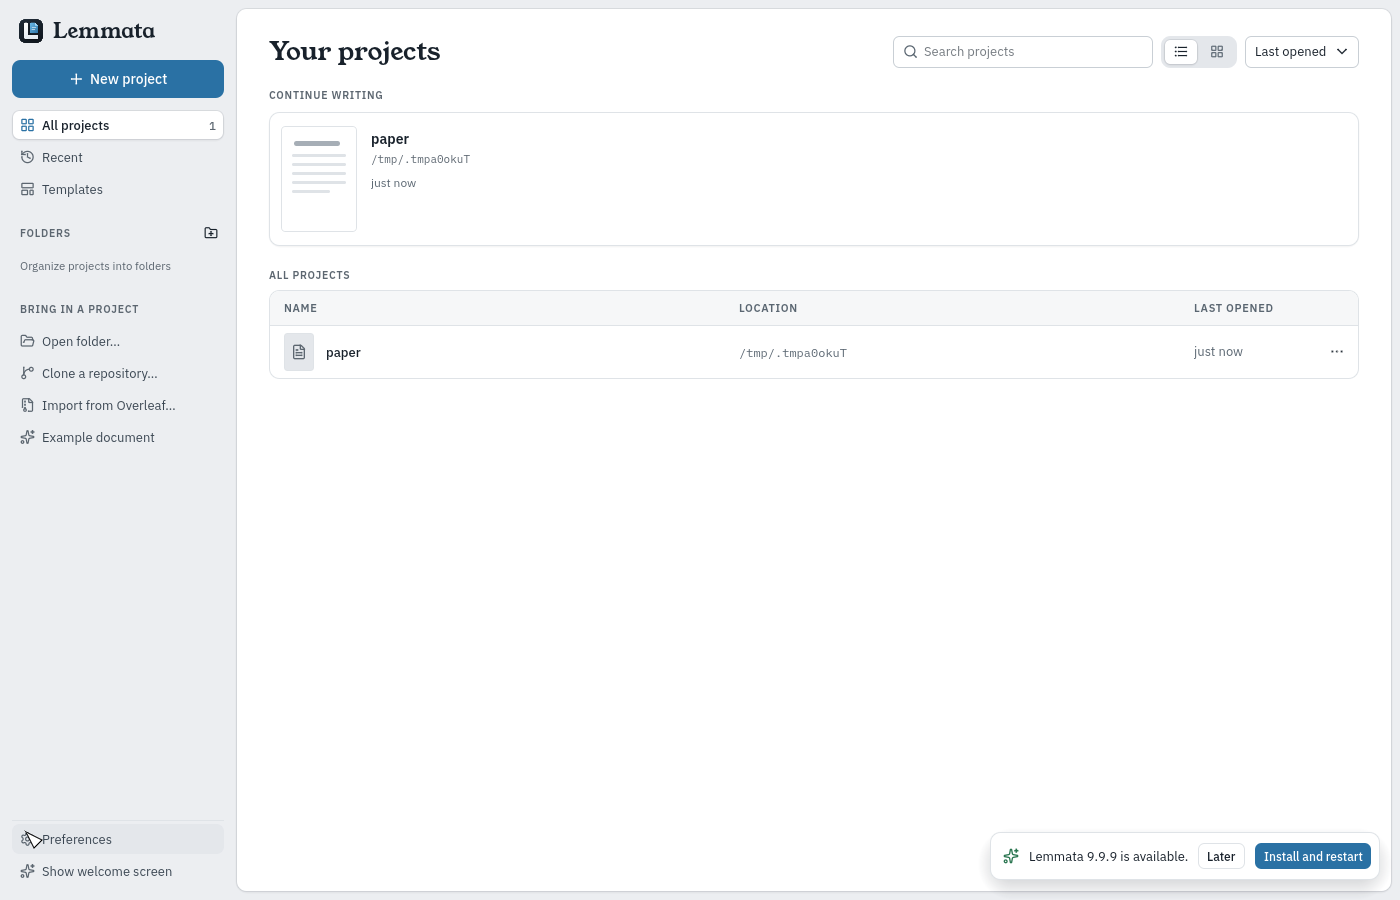 Lemmata
New project
All projects 1
Recent
Templates
FOLDERS
Organize projects into folders
BRING IN A PROJECT
Open folder...
Clone a repository...
Import from Overleaf...
Example document
Preferences
Show welcome screen
Your projects
Search projects
Last opened
CONTINUE WRITING
paper
/tmp/.tmpa0okuT
just now
ALL PROJECTS
NAME LOCATION LAST OPENED
paper /tmp/.tmpa0okuT just now
Lemmata 9.9.9 is available. Later Install and restart